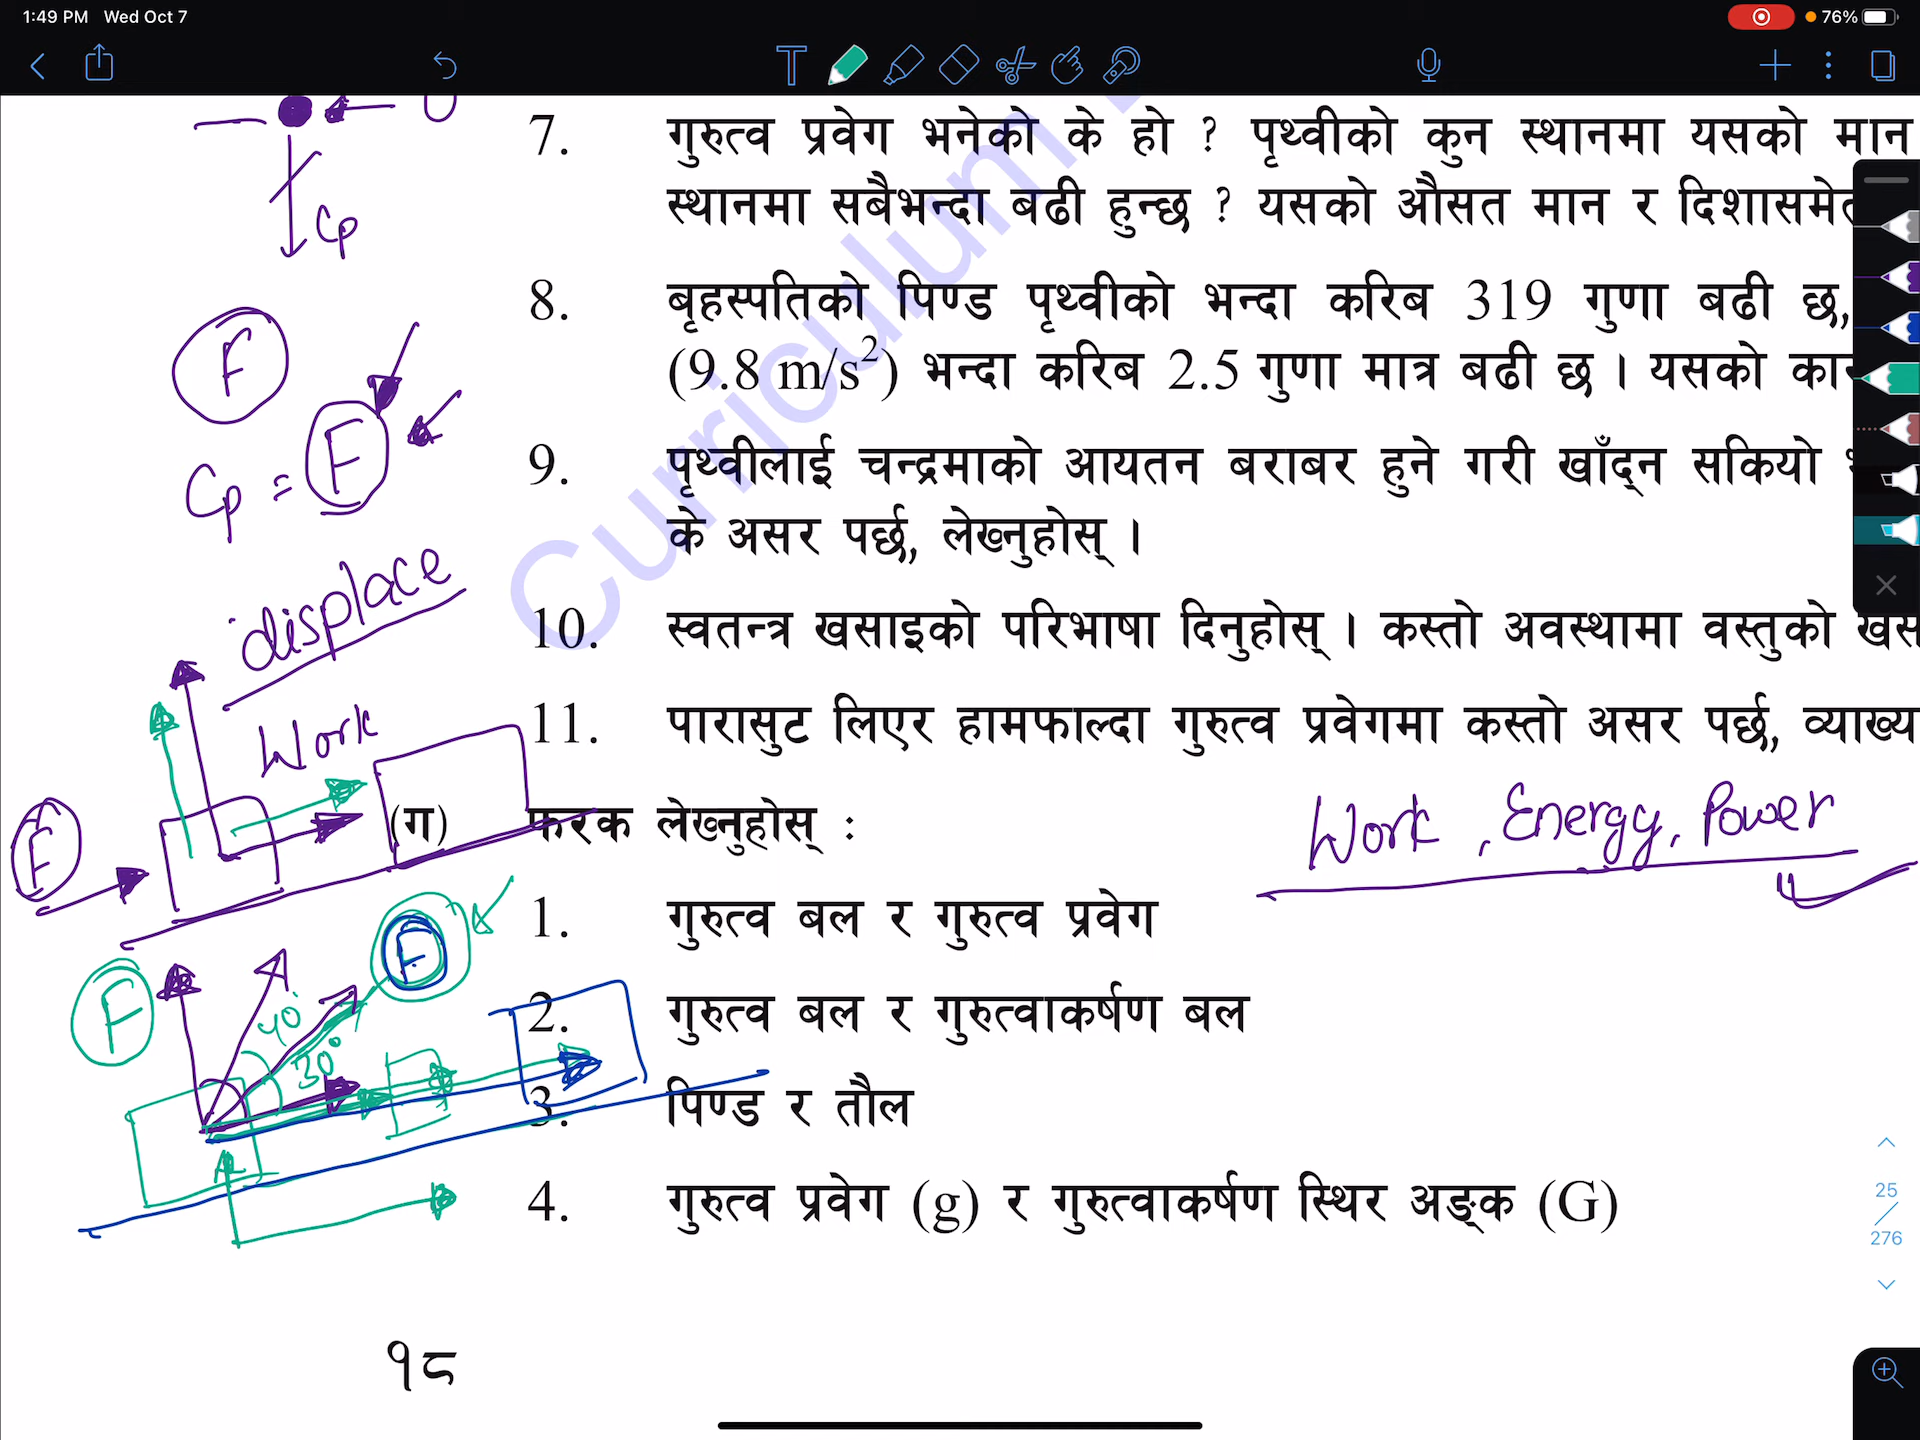 1:49 PM Wed Oct 7
76%
7. गुरुत्व प्रवेग भनेको के हो ? पृथ्वीको कुन स्थानमा यसको मान
स्थानमा सबैभन्दा बढी हुन्छ ? यसको औसत मान र दिशासमेत
8. बृहस्पतिको पिण्ड पृथ्वीको भन्दा करिब 319 गुणा बढी छ,
(9.8 m/s²) भन्दा करिब 2.5 गुणा मात्र बढी छ । यसको
9. पृथ्वीलाई चन्द्रमाको आयतन बराबर हुने गरी खाँद्न सकियो
के असर पर्छ, लेख्नुहोस् ।
10. स्वतन्त्र खसाइको परिभाषा दिनुहोस् । कस्तो अवस्थामा वस्तुको
11. पारासुट लिएर हामफाल्दा गुरुत्व प्रवेगमा कस्तो असर पर्छ,
(ग) फरक लेख्नुहोस् :
1. गुरुत्व बल र गुरुत्व प्रवेग
2. गुरुत्व बल र गुरुत्वाकर्षण बल
3. पिण्ड र तौल
4. गुरुत्व प्रवेग (g) र गुरुत्वाकर्षण स्थिर अङ्क (G)
१८
Curriculum
Cp
F
Cp = F
displace
Work
F
Work, Energy, Power
F
F
40°
30°
25
276